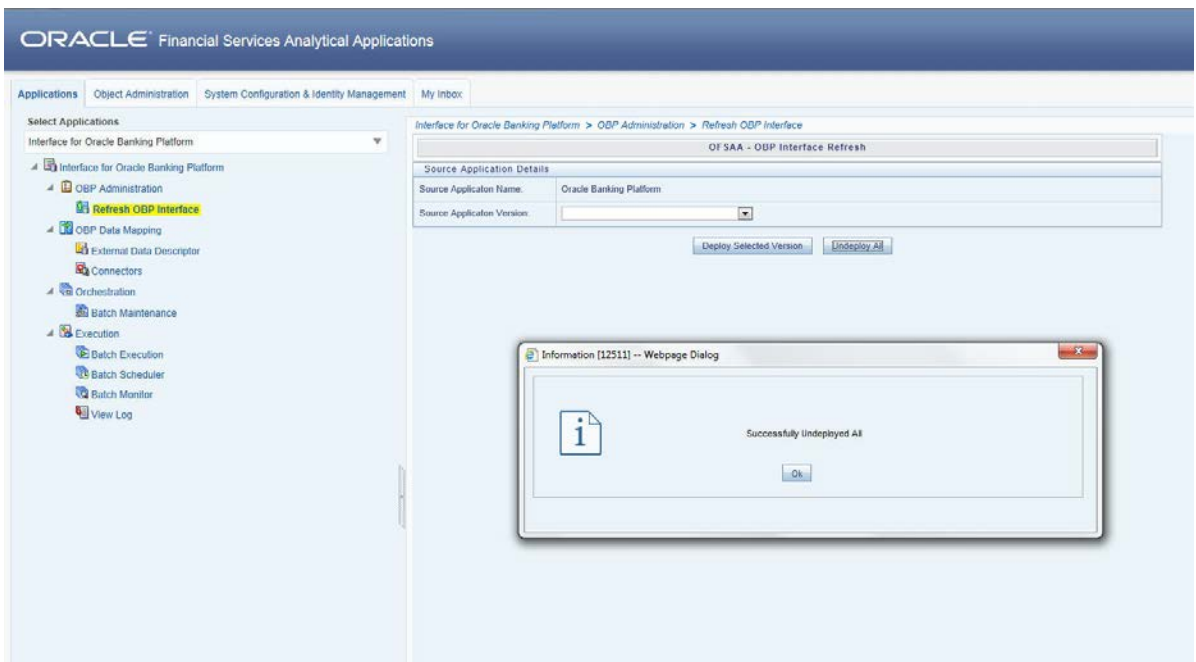 ORACLE Financial Services Analytical Applications
Applications Object Administration System Configuration & Identity Management My Inbox
Select Applications
Interface for Oracle Banking Platform
Interface for Oracle Banking Platform
OBP Administration
Refresh OBP Interface
OBP Data Mapping
External Data Descriptor
Connectors
Orchestration
Batch Maintenance
Execution
Batch Execution
Batch Scheduler
Batch Monitor
View Log
Interface for Oracle Banking Platform > OBP Administration > Refresh OBP Interface
OFSAA - OBP Interface Refresh
Source Application Details
Source Applicaton Name: Oracle Banking Platform
Source Applicaton Version:
Deploy Selected Version Undeploy All
Information [12511] -- Webpage Dialog
Successfully Undeployed All
Ok